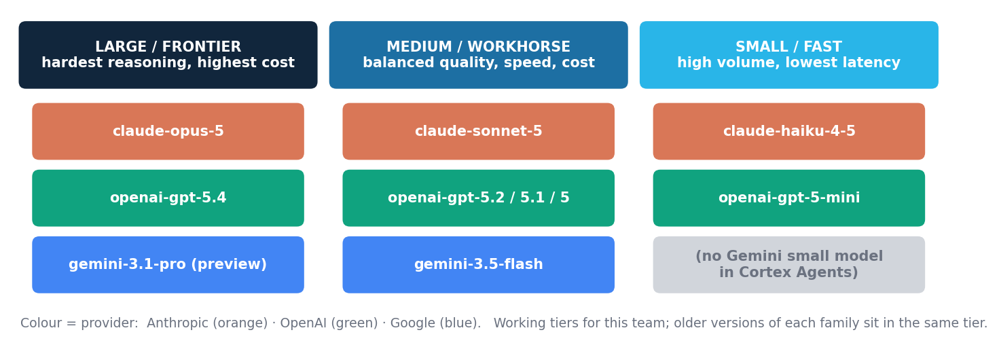 LARGE / FRONTIER
hardest reasoning, highest cost
MEDIUM / WORKHORSE
balanced quality, speed, cost
SMALL / FAST
high volume, lowest latency
claude-opus-5
claude-sonnet-5
claude-haiku-4-5
openai-gpt-5.4
openai-gpt-5.2 / 5.1 / 5
openai-gpt-5-mini
gemini-3.1-pro (preview)
gemini-3.5-flash
(no Gemini small model
in Cortex Agents)
Colour = provider:  Anthropic (orange) · OpenAI (green) · Google (blue).   Working tiers for this team; older versions of each family sit in the same tier.